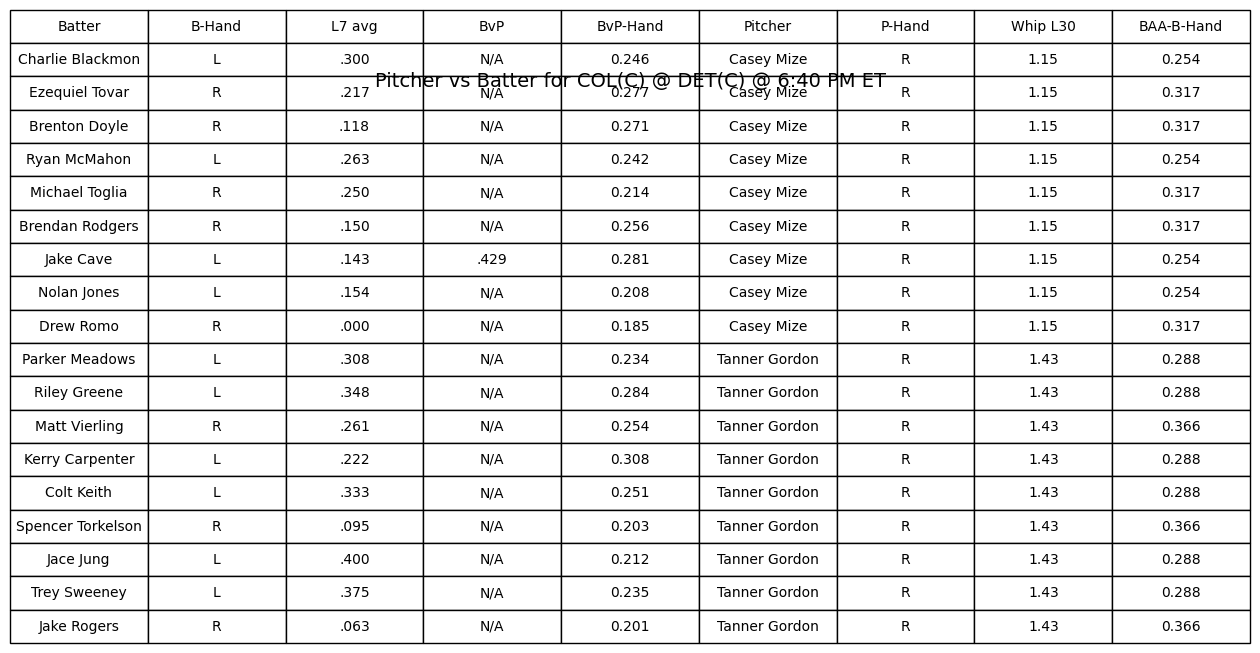 Batter B-Hand L7 avg BvP BvP-Hand Pitcher P-Hand Whip L30 BAA-B-Hand
Charlie Blackmon L .300 N/A 0.246 Casey Mize R 1.15 0.254
Pitcher vs Batter for COL(C) @ DET(C) @ 6:40 PM ET
Ezequiel Tovar R .217 N/A 0.277 Casey Mize R 1.15 0.317
Brenton Doyle R .118 N/A 0.271 Casey Mize R 1.15 0.317
Ryan McMahon L .263 N/A 0.242 Casey Mize R 1.15 0.254
Michael Toglia R .250 N/A 0.214 Casey Mize R 1.15 0.317
Brendan Rodgers R .150 N/A 0.256 Casey Mize R 1.15 0.317
Jake Cave L .143 .429 0.281 Casey Mize R 1.15 0.254
Nolan Jones L .154 N/A 0.208 Casey Mize R 1.15 0.254
Drew Romo R .000 N/A 0.185 Casey Mize R 1.15 0.317
Parker Meadows L .308 N/A 0.234 Tanner Gordon R 1.43 0.288
Riley Greene L .348 N/A 0.284 Tanner Gordon R 1.43 0.288
Matt Vierling R .261 N/A 0.254 Tanner Gordon R 1.43 0.366
Kerry Carpenter L .222 N/A 0.308 Tanner Gordon R 1.43 0.288
Colt Keith L .333 N/A 0.251 Tanner Gordon R 1.43 0.288
Spencer Torkelson R .095 N/A 0.203 Tanner Gordon R 1.43 0.366
Jace Jung L .400 N/A 0.212 Tanner Gordon R 1.43 0.288
Trey Sweeney L .375 N/A 0.235 Tanner Gordon R 1.43 0.288
Jake Rogers R .063 N/A 0.201 Tanner Gordon R 1.43 0.366